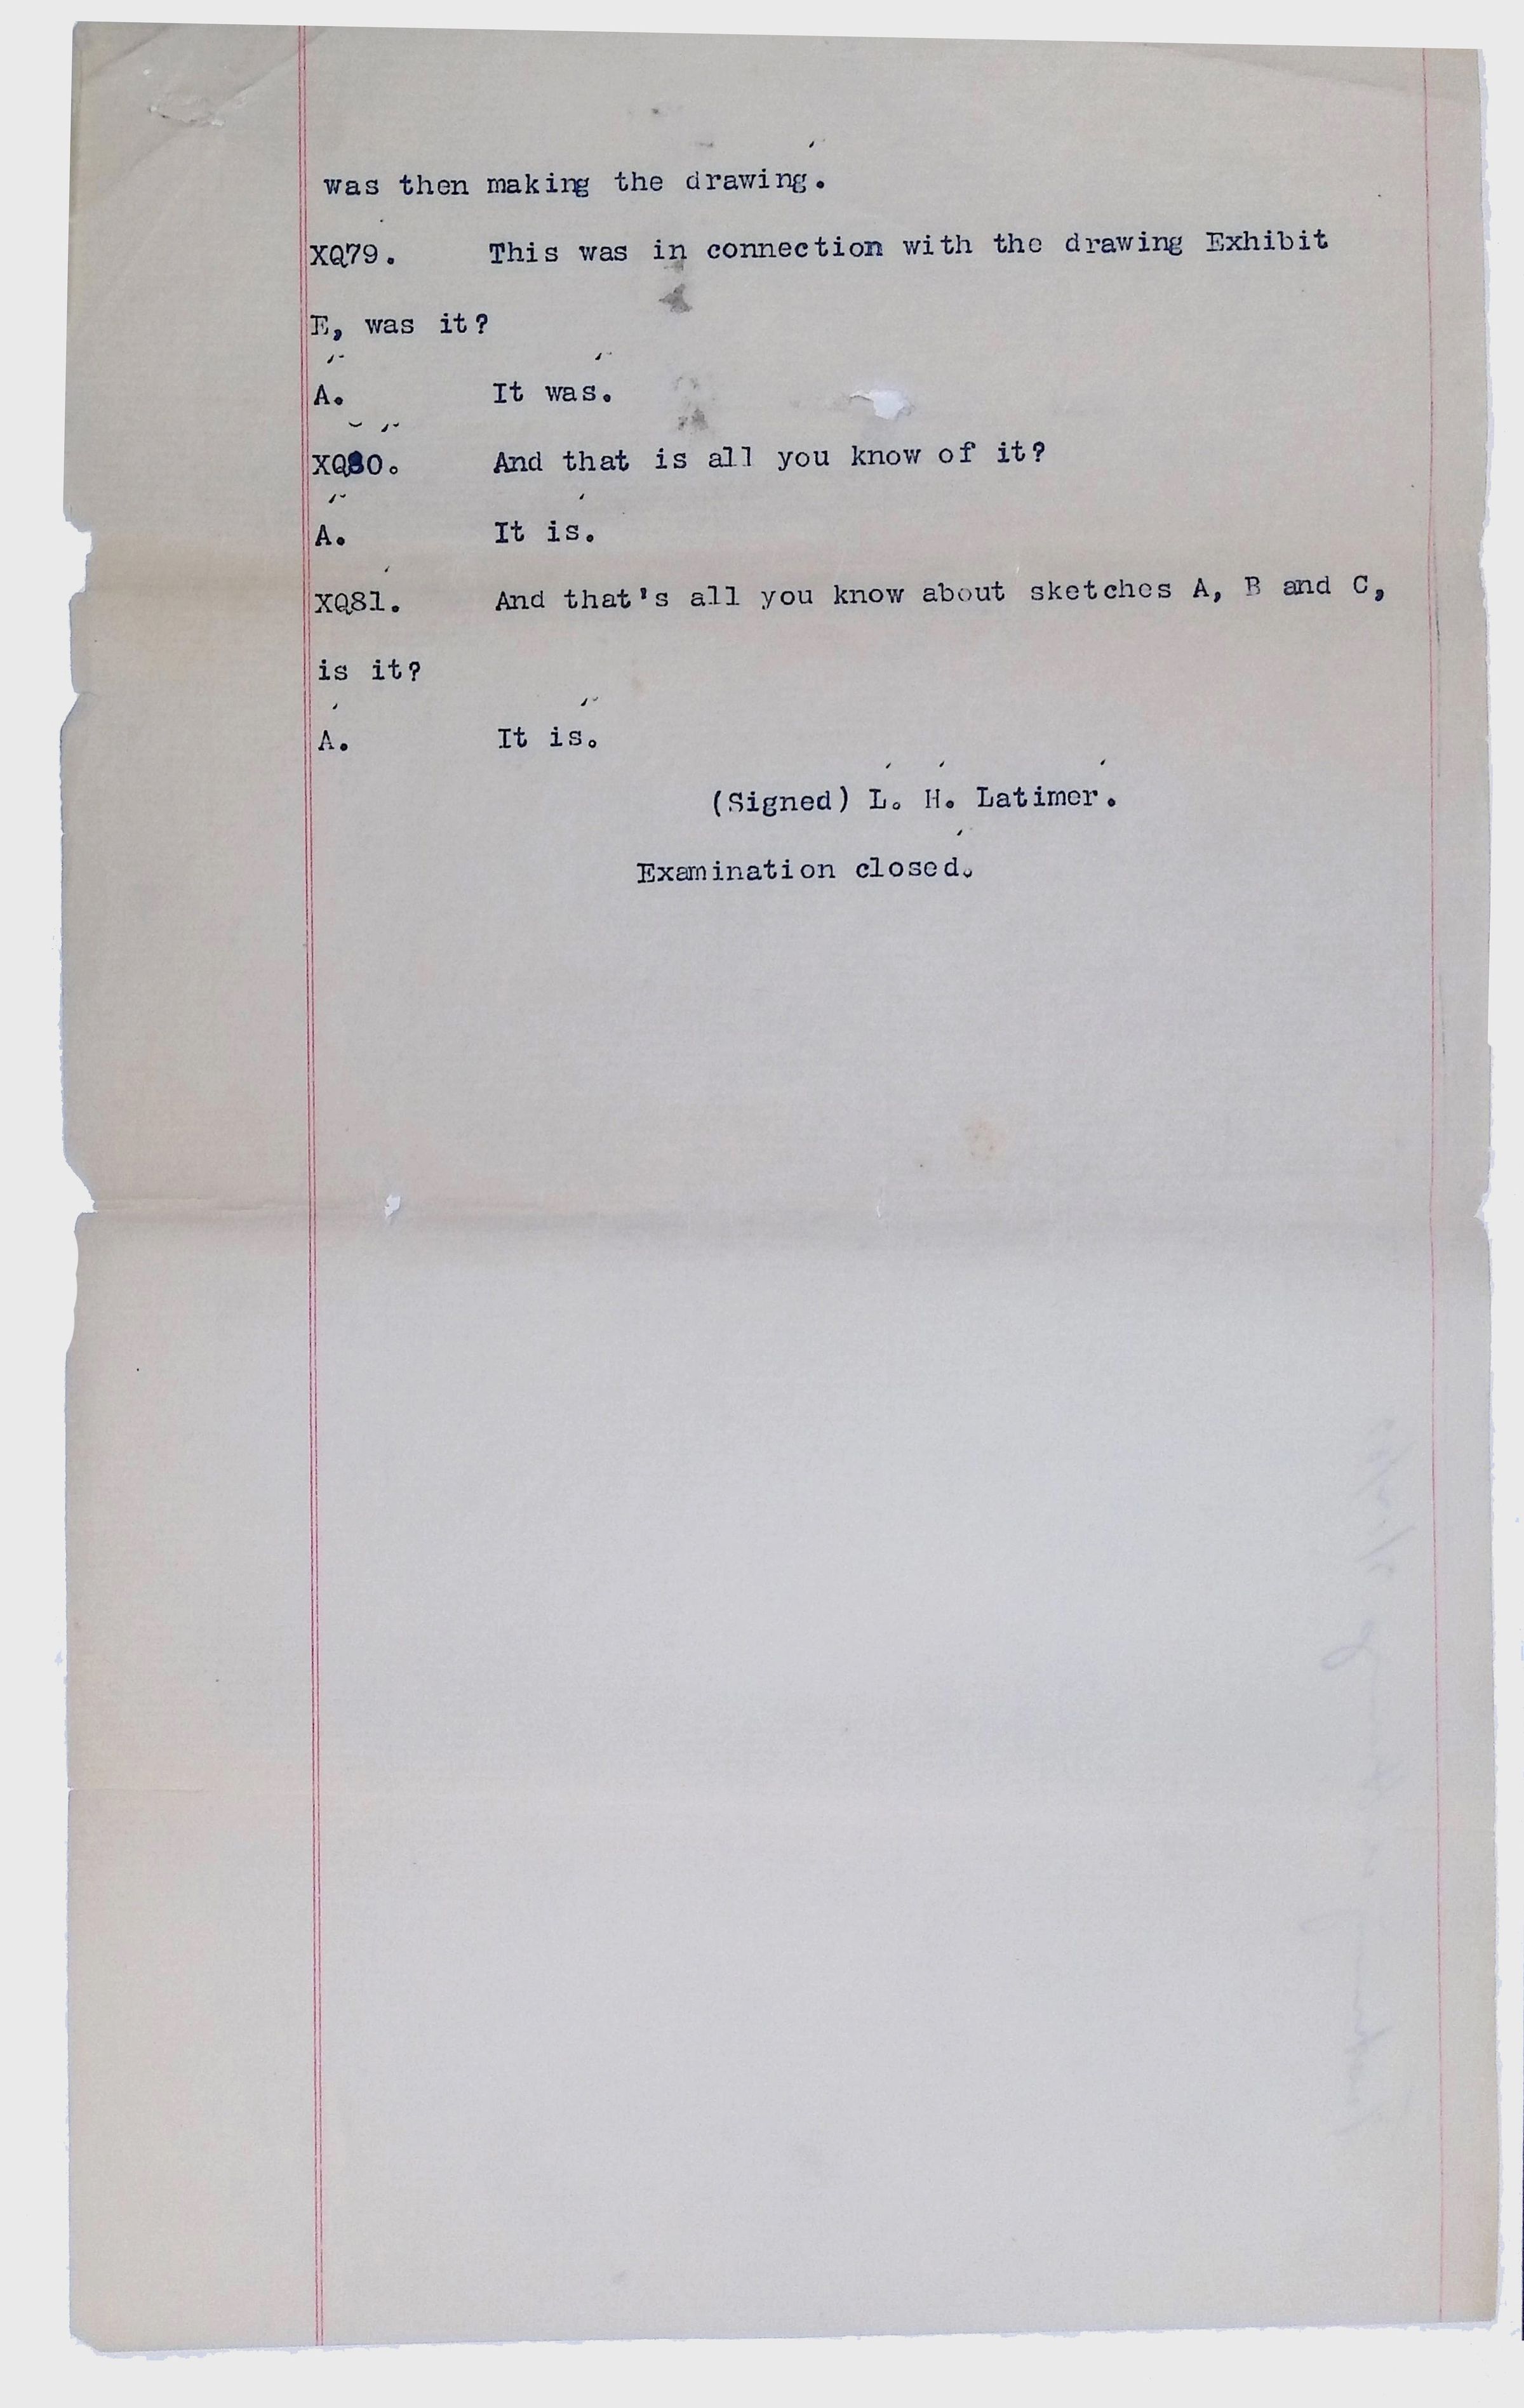 was then making the drawing.
XQ79. This was in connection with the drawing Exhibit
E, was it?
A. It was.
XQ80. And that is all you know of it?
A. It is.
XQ81. And that's all you know about sketches A, B and C,
is it?
A. It is.
(Signed) L. H. Latimer.
Examination closed.